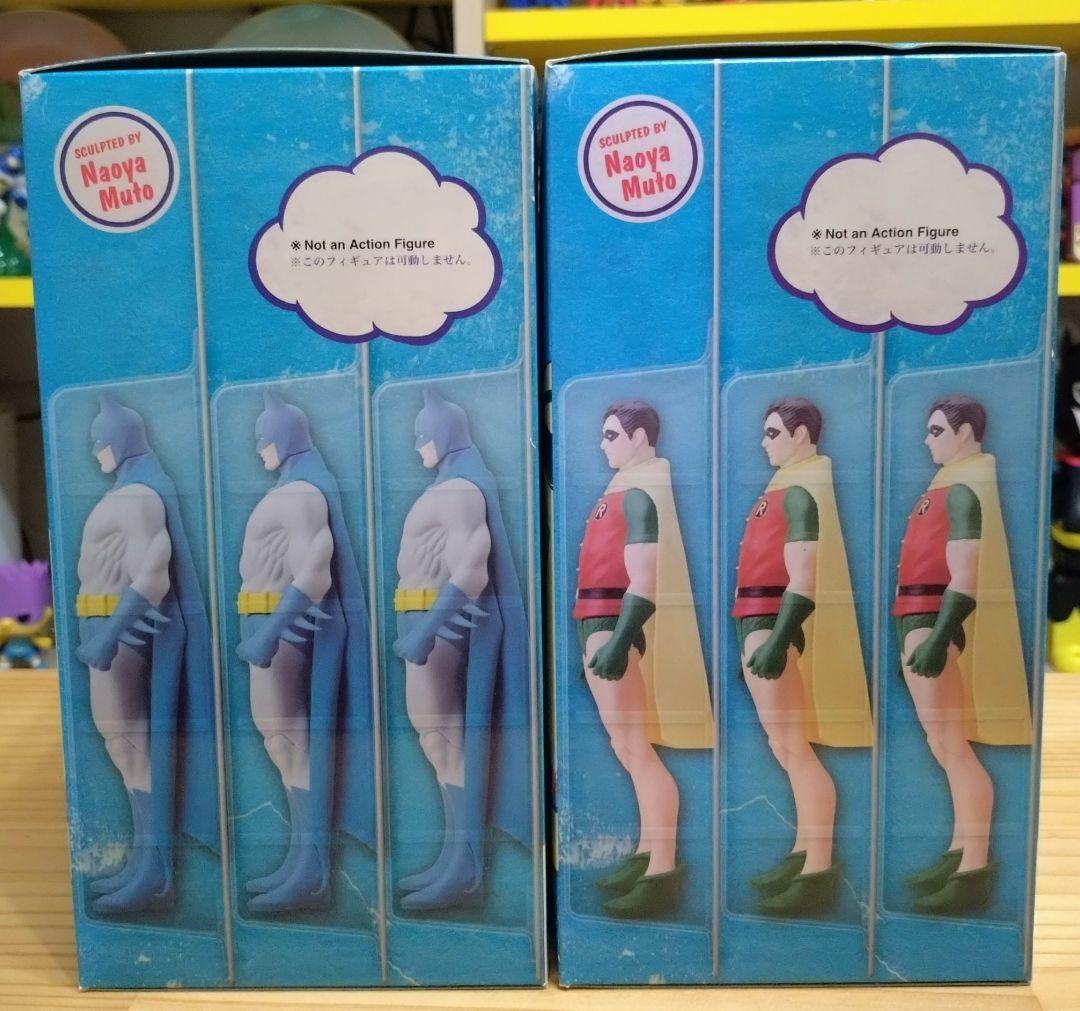 SCULPTED BY
Naoya
Muto
※ Not an Action Figure
※このフィギュアは可動しません。
SCULPTED BY
Naoya
Muto
※ Not an Action Figure
※このフィギュアは可動しません。
R
R
R